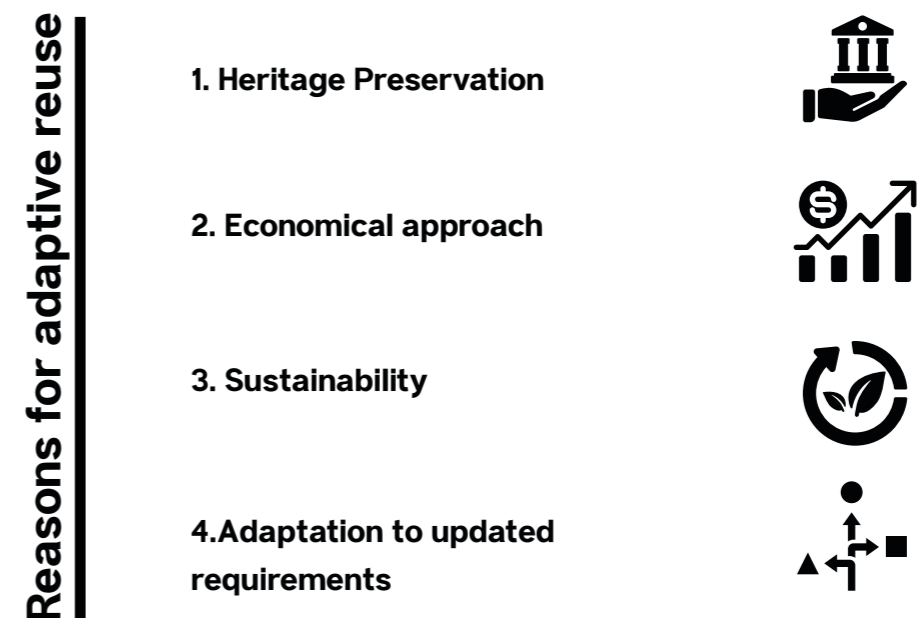 Reasons for adaptive reuse
1. Heritage Preservation
2. Economical approach
3. Sustainability
4.Adaptation to updated
requirements
$